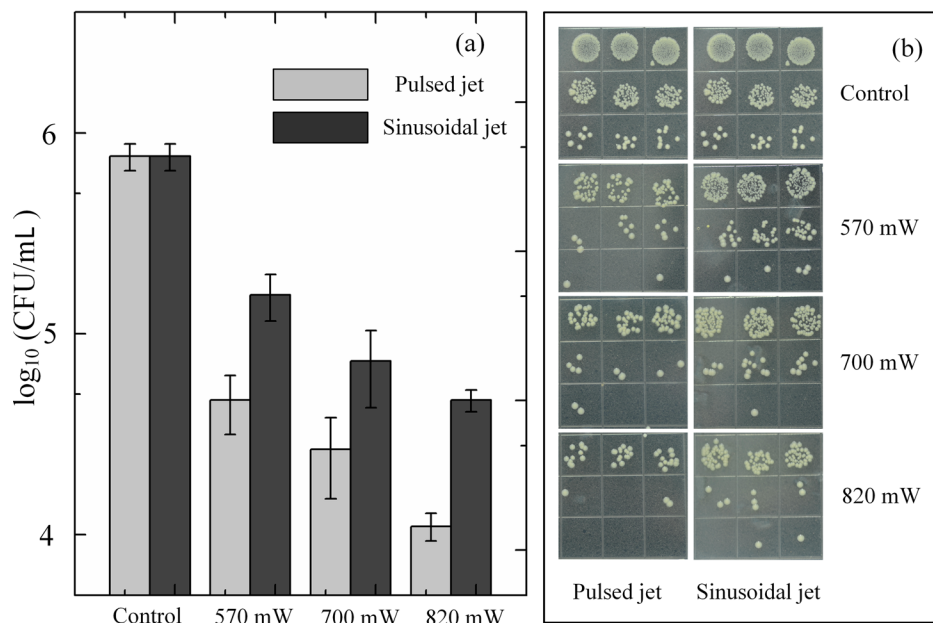 (a)
Pulsed jet
Sinusoidal jet
log₁₀ (CFU/mL)
6
5
4
Control
570 mW
700 mW
820 mW
(b)
Control
570 mW
700 mW
820 mW
Pulsed jet
Sinusoidal jet